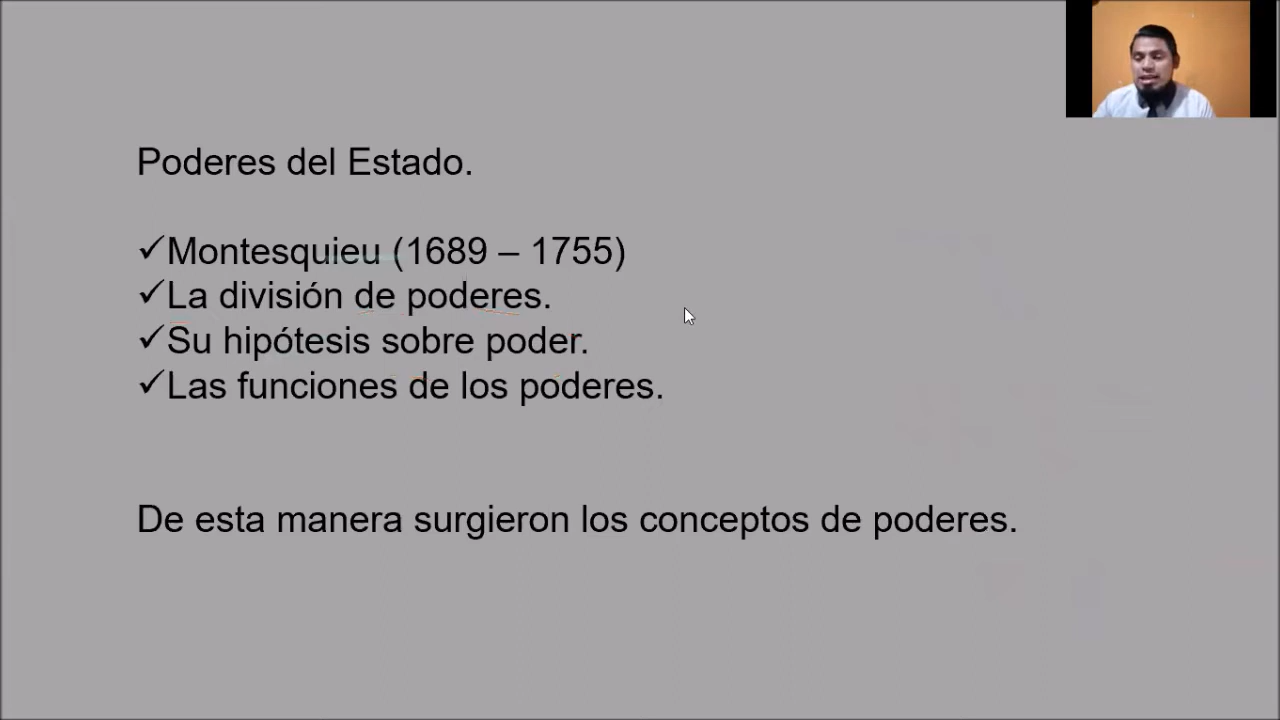 Poderes del Estado.
✓Montesquieu (1689 – 1755)
✓La división de poderes.
✓Su hipótesis sobre poder.
✓Las funciones de los poderes.
De esta manera surgieron los conceptos de poderes.